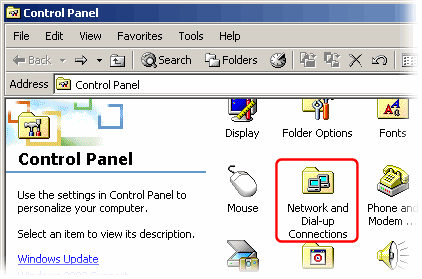 Control Panel
File Edit View Favorites Tools Help
Back Search Folders
Address Control Panel
Control Panel
Use the settings in Control Panel to
personalize your computer.
Select an item to view its description.
Windows Update
Display Folder Options Fonts
Mouse Network and
Dial-up
Connections Phone and
Modem ...